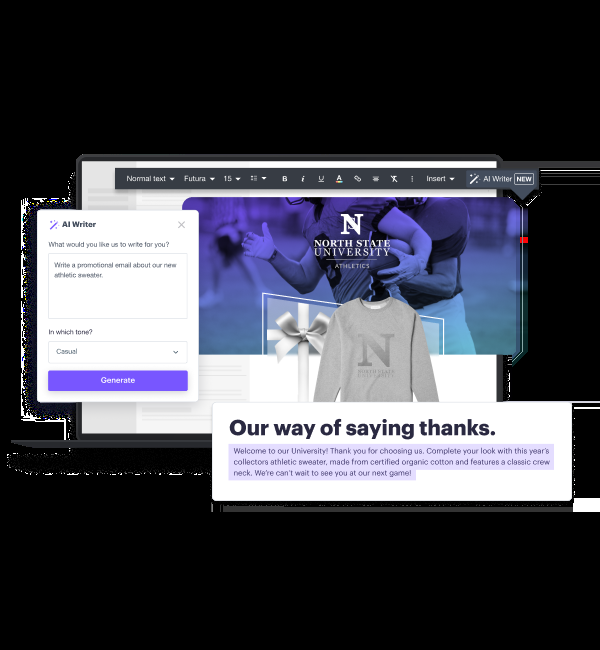 Normal text Futura 15 B i U A Insert AI Writer NEW
AI Writer
What would you like us to write for you?
Write a promotional email about our new
athletic sweater.
In which tone?
Casual
Generate
N
NORTH STATE
UNIVERSITY
ATHLETICS
N
NORTH STATE
UNIVERSITY
Our way of saying thanks.
Welcome to our University! Thank you for choosing us. Complete your look with this year's
collectors athletic sweater, made from certified organic cotton and features a classic crew
neck. We're can't wait to see you at our next game!